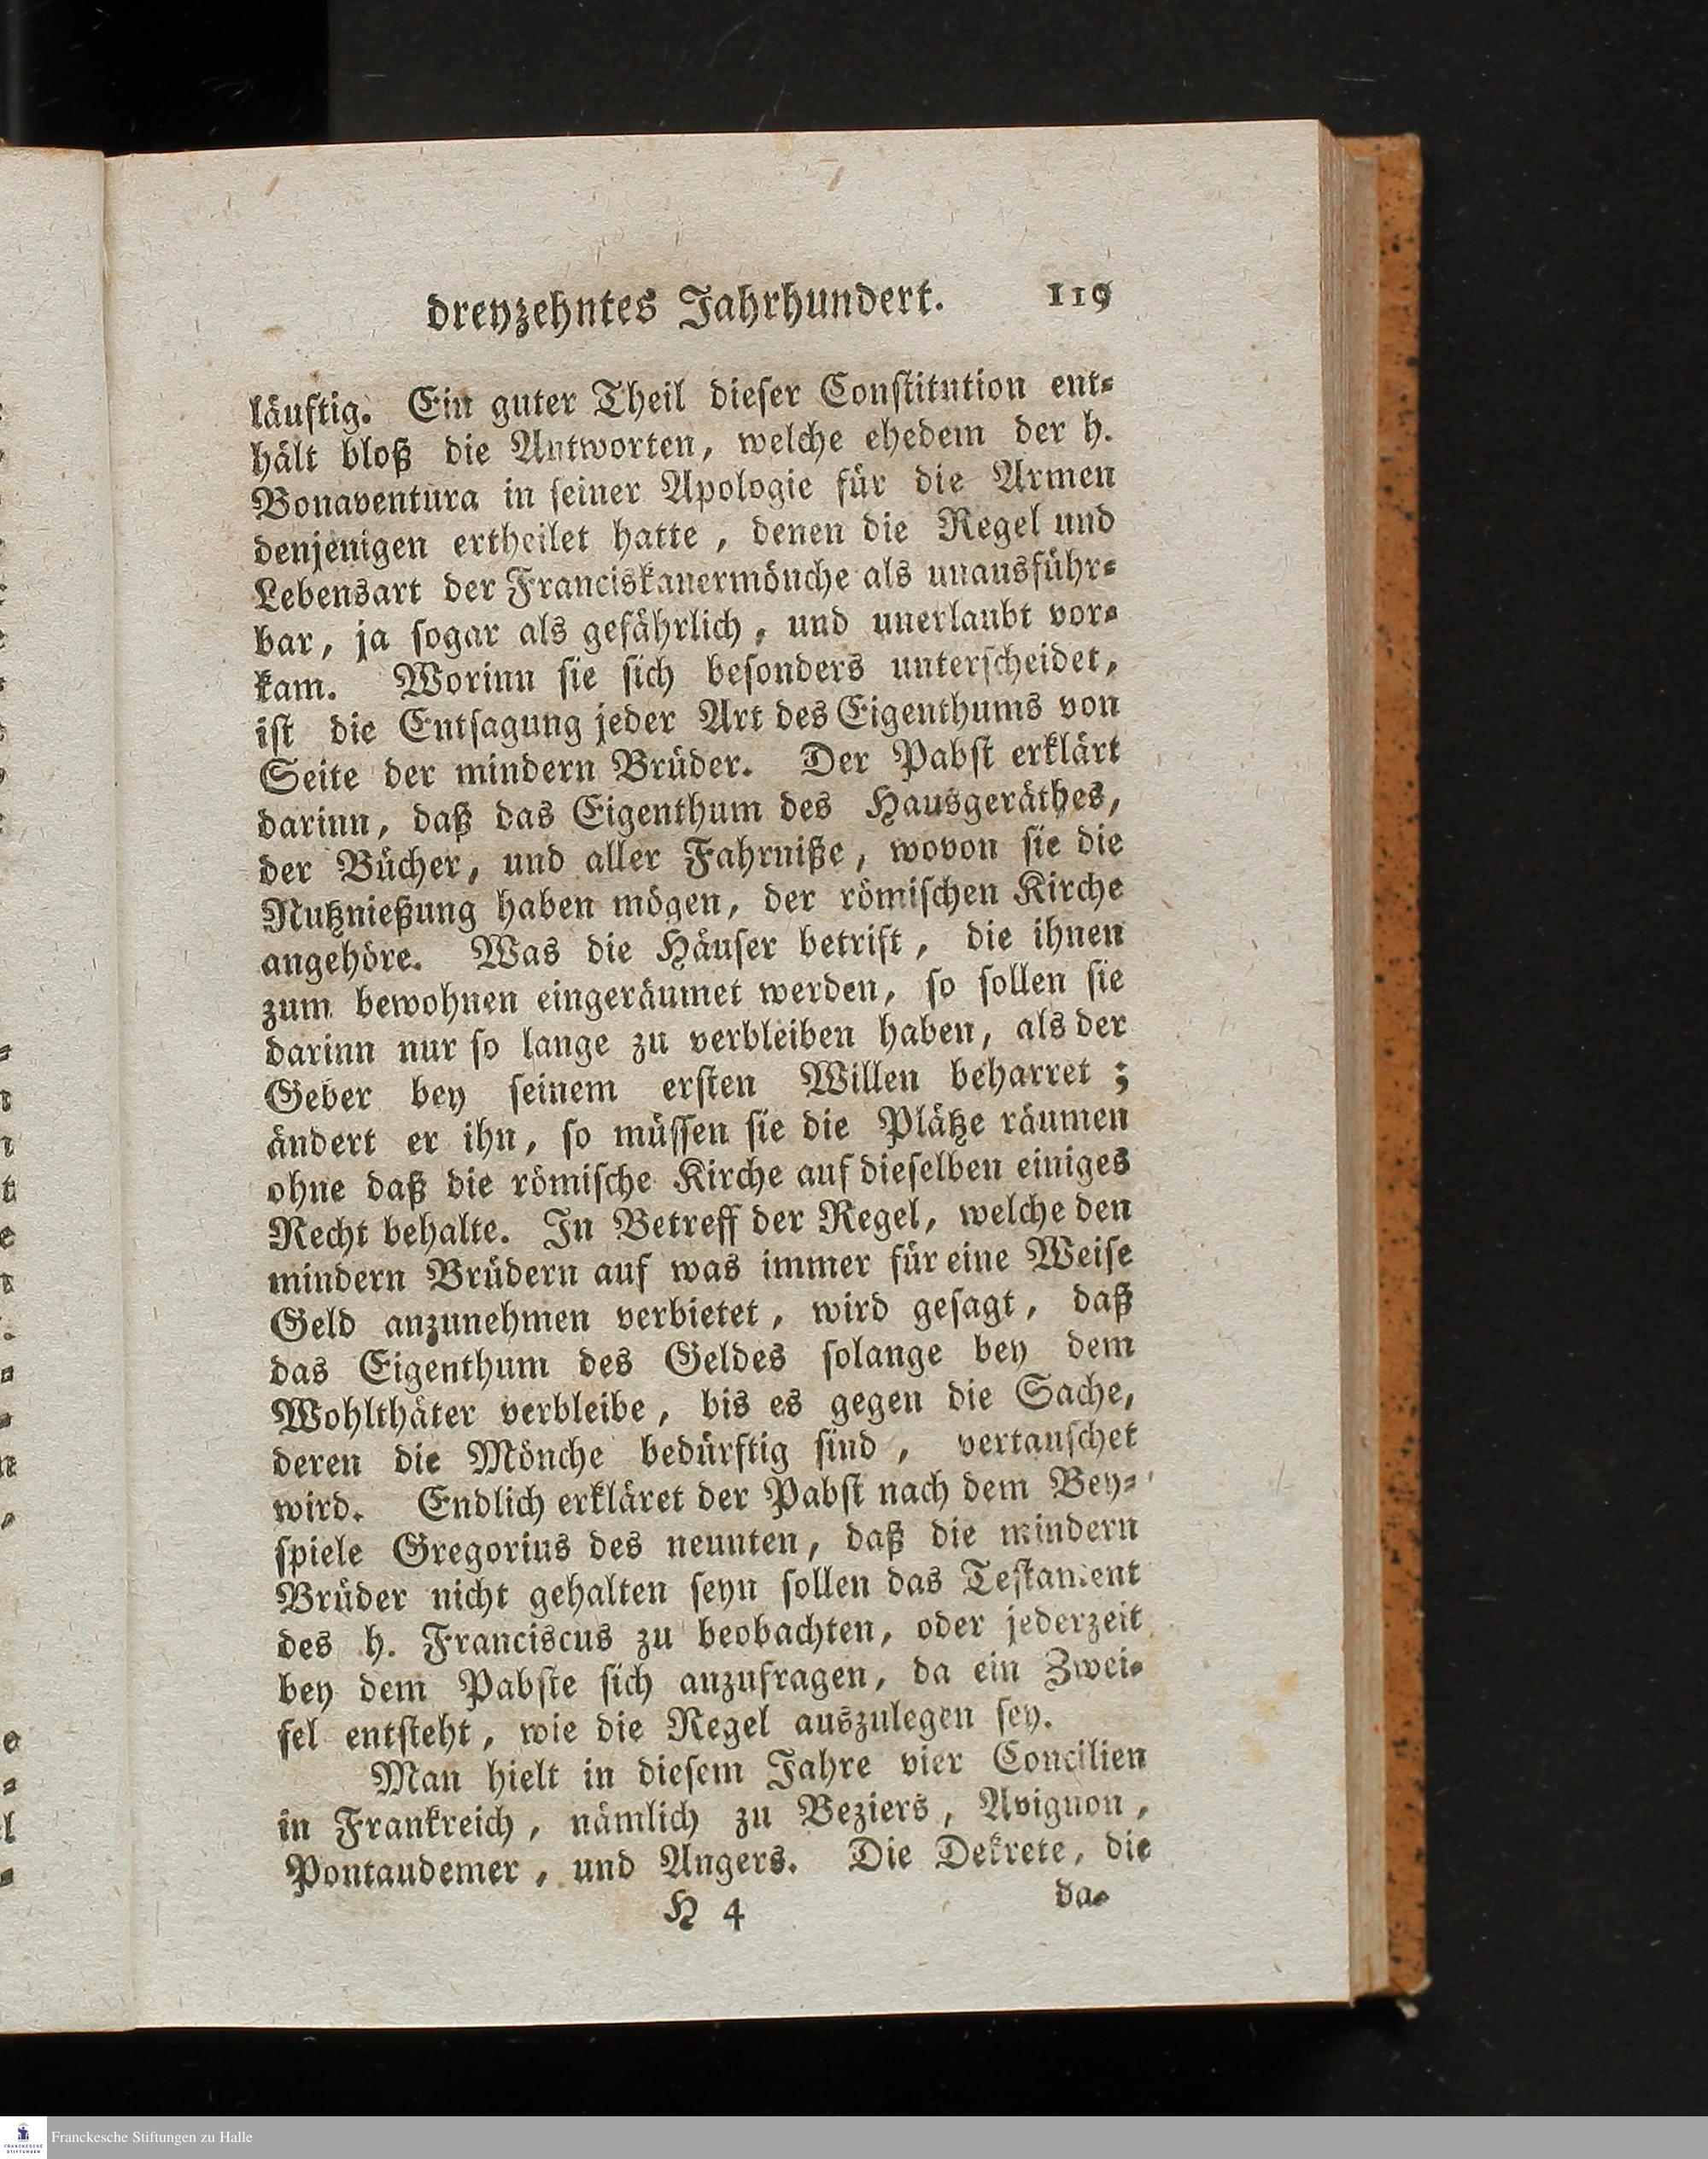 dreyzehntes Jahrhundert. 119
läuftig. Ein guter Theil dieser Constitution ent-
hält bloß die Antworten, welche ehedem der h.
Bonaventura in seiner Apologie für die Armen
denjenigen ertheilet hatte, denen die Regel und
Lebensart der Franciskanermönche als unausführ-
bar, ja sogar als gefährlich, und unerlaubt vor-
kam. Worinn sie sich besonders unterscheidet,
ist die Entsagung jeder Art des Eigenthums von
Seite der mindern Brüder. Der Pabst erklärt
darinn, daß das Eigenthum des Hausgeräthes,
der Bücher, und aller Fahrniße, wovon sie die
Nutznießung haben mögen, der römischen Kirche
angehöre. Was die Häuser betrift, die ihnen
zum bewohnen eingeräumet werden, so sollen sie
darinn nur so lange zu verbleiben haben, als der
Geber bey seinem ersten Willen beharret;
ändert er ihn, so müssen sie die Plätze räumen
ohne daß die römische Kirche auf dieselben einiges
Recht behalte. In Betreff der Regel, welche den
mindern Brüdern auf was immer für eine Weise
Geld anzunehmen verbietet, wird gesagt, daß
das Eigenthum des Geldes solange bey dem
Wohlthäter verbleibe, bis es gegen die Sache,
deren die Mönche bedürftig sind, vertauschet
wird. Endlich erkläret der Pabst nach dem Bey-
spiele Gregorius des neunten, daß die mindern
Brüder nicht gehalten seyn sollen das Testament
des h. Franciscus zu beobachten, oder jederzeit
bey dem Pabste sich anzufragen, da ein Zwei-
fel entsteht, wie die Regel auszulegen sey.
Man hielt in diesem Jahre vier Concilien
in Frankreich, nämlich zu Beziers, Avignon,
Pontaudemer, und Angers. Die Dekrete, die
H 4 da-
Franckesche Stiftungen zu Halle